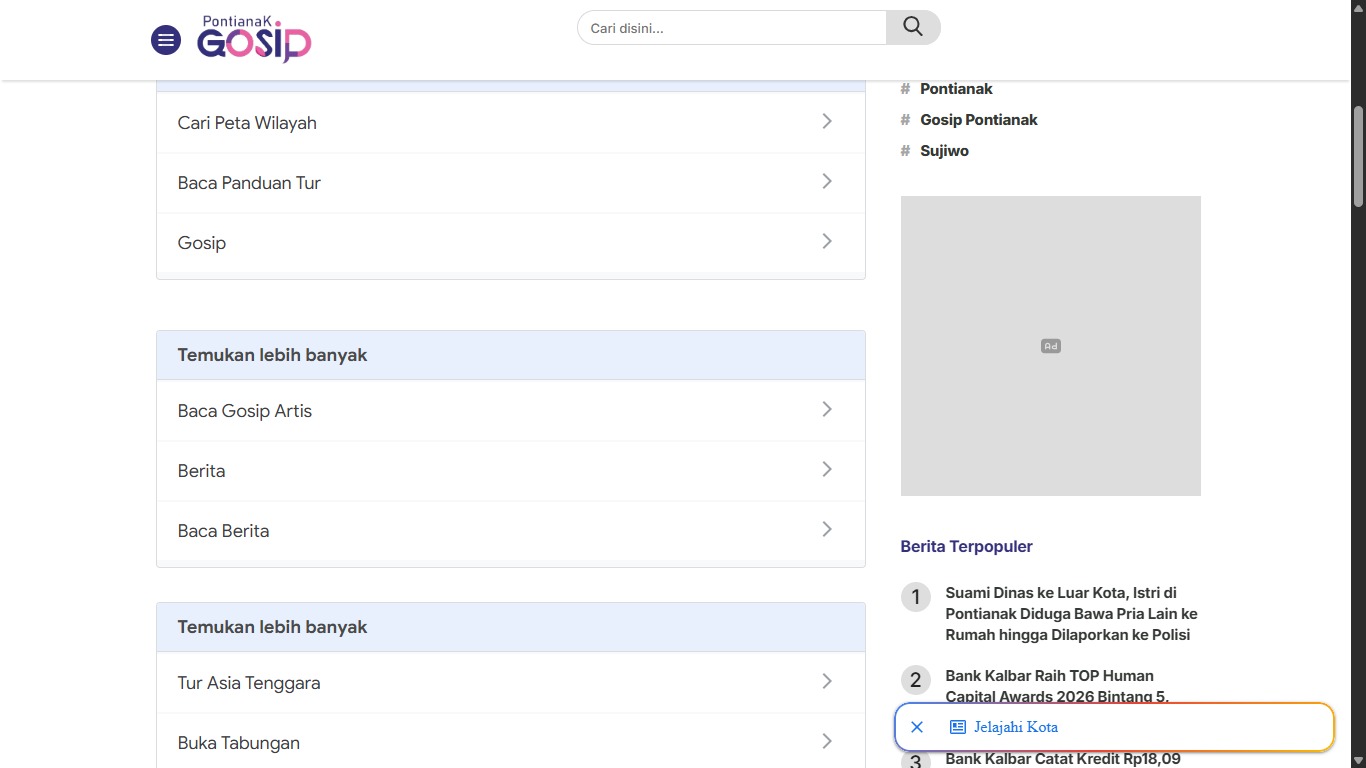 PontianaK
GOSIP
Cari disini...
Cari Peta Wilayah
Baca Panduan Tur
Gosip
Temukan lebih banyak
Baca Gosip Artis
Berita
Baca Berita
Temukan lebih banyak
Tur Asia Tenggara
Buka Tabungan
# Pontianak
# Gosip Pontianak
# Sujiwo
Ad
Berita Terpopuler
1 Suami Dinas ke Luar Kota, Istri di
Pontianak Diduga Bawa Pria Lain ke
Rumah hingga Dilaporkan ke Polisi
2 Bank Kalbar Raih TOP Human
Capital Awards 2026 Bintang 5,
Jelajahi Kota
3 Bank Kalbar Catat Kredit Rp18,09